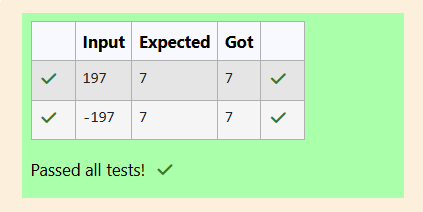 Input Expected Got
197 7 7
-197 7 7
Passed all tests!